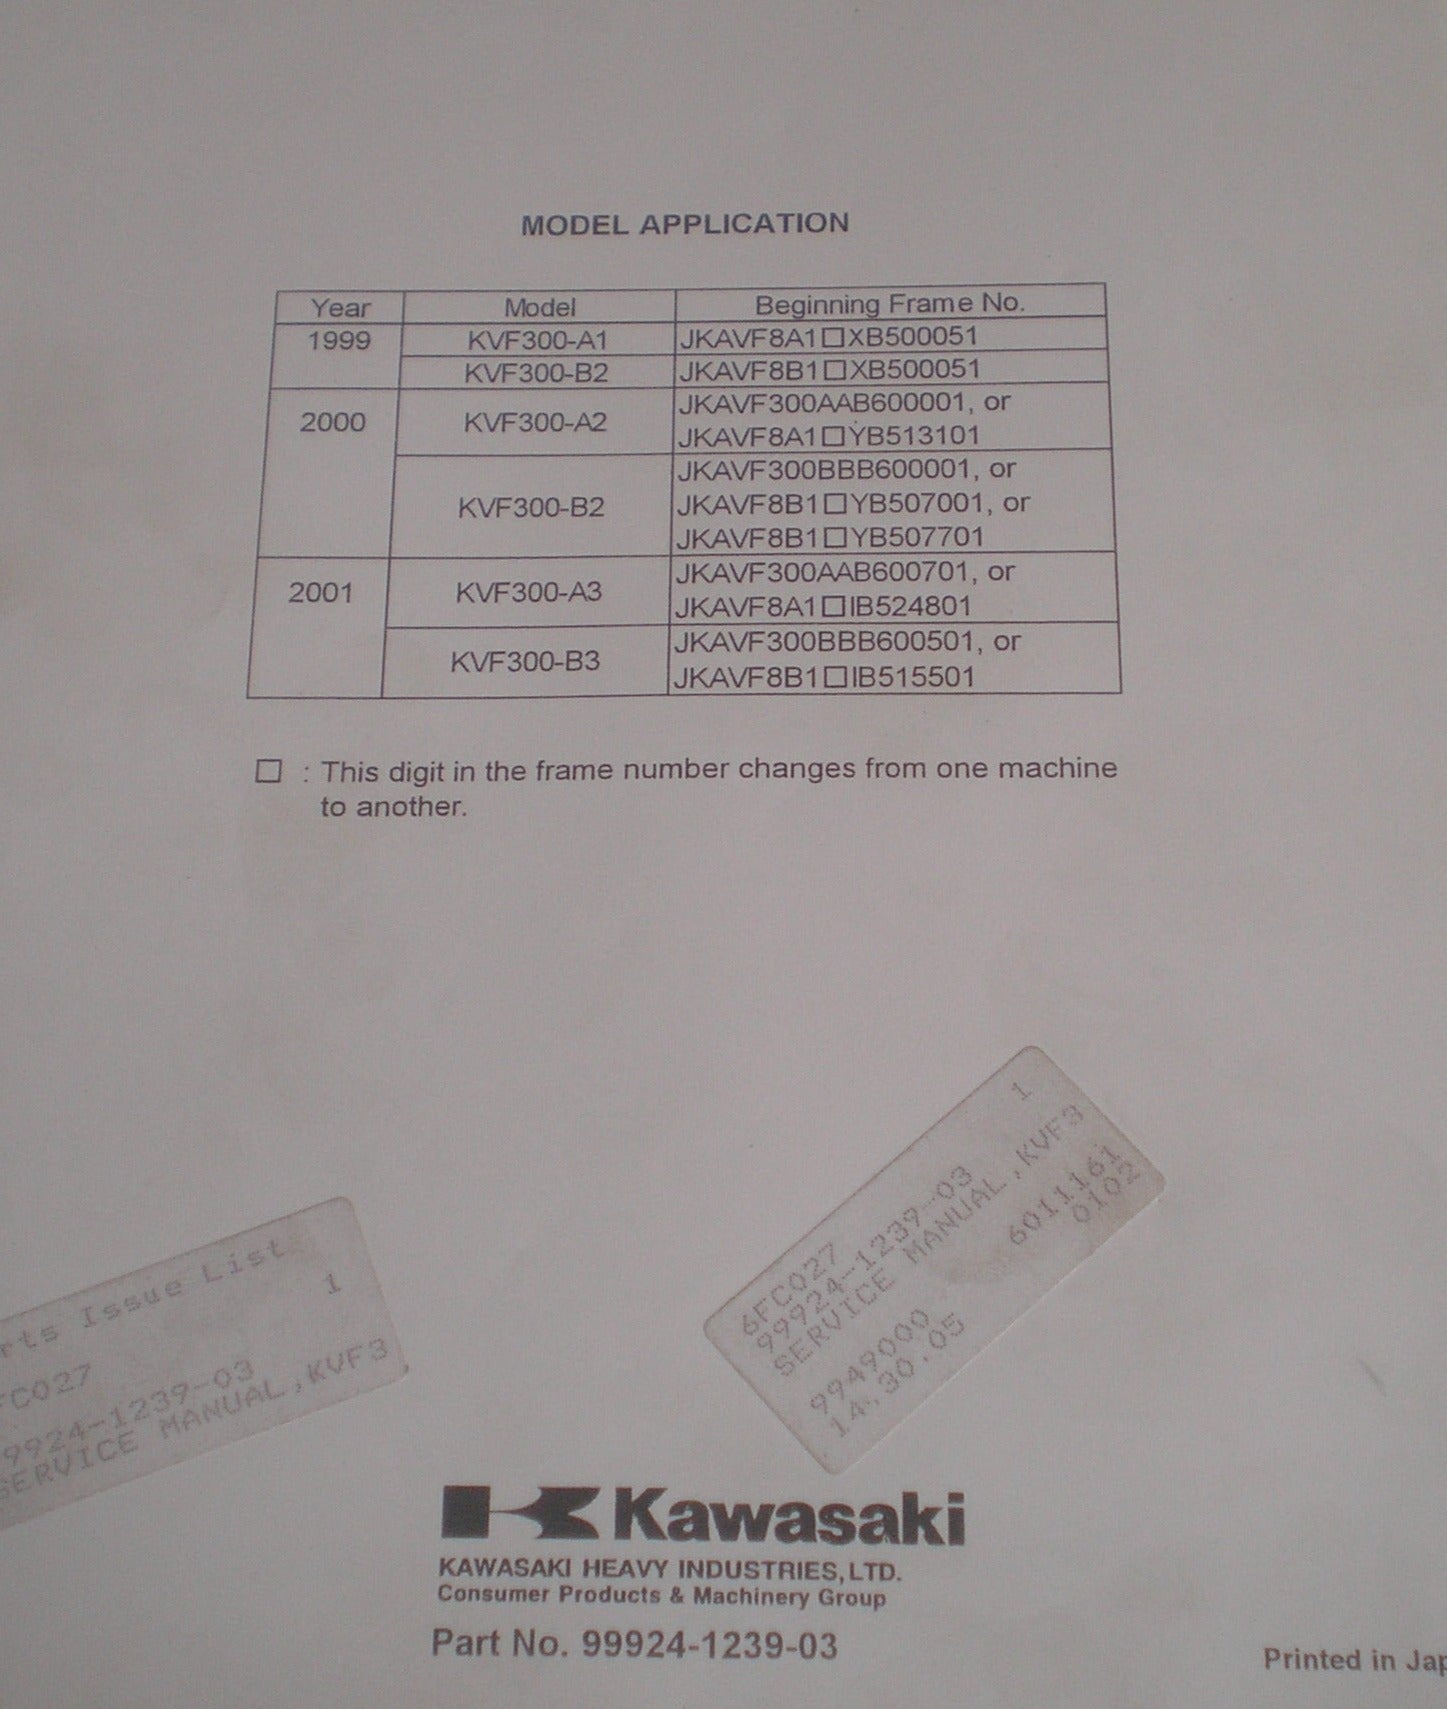 MODEL APPLICATION
Year Model Beginning Frame No.
1999 KVF300-A1 JKAVF8A1□XB500051
KVF300-B2 JKAVF8B1□XB500051
2000 KVF300-A2 JKAVF300AAB600001, or
JKAVF8A1□YB513101
KVF300-B2 JKAVF300BBB600001, or
JKAVF8B1□YB507001, or
JKAVF8B1□YB507701
2001 KVF300-A3 JKAVF300AAB600701, or
JKAVF8A1□IB524801
KVF300-B3 JKAVF300BBB600501, or
JKAVF8B1□IB515501
□ : This digit in the frame number changes from one machine
to another.
rts Issue List
1
FC027
9924-1239-03
SERVICE MANUAL,KVF3
1
6FC027
99924-1239-03
SERVICE MANUAL,KVF3
9949000 6011161
14.30.05 0102
Kawasaki
KAWASAKI HEAVY INDUSTRIES,LTD.
Consumer Products & Machinery Group
Part No. 99924-1239-03
Printed in Jap